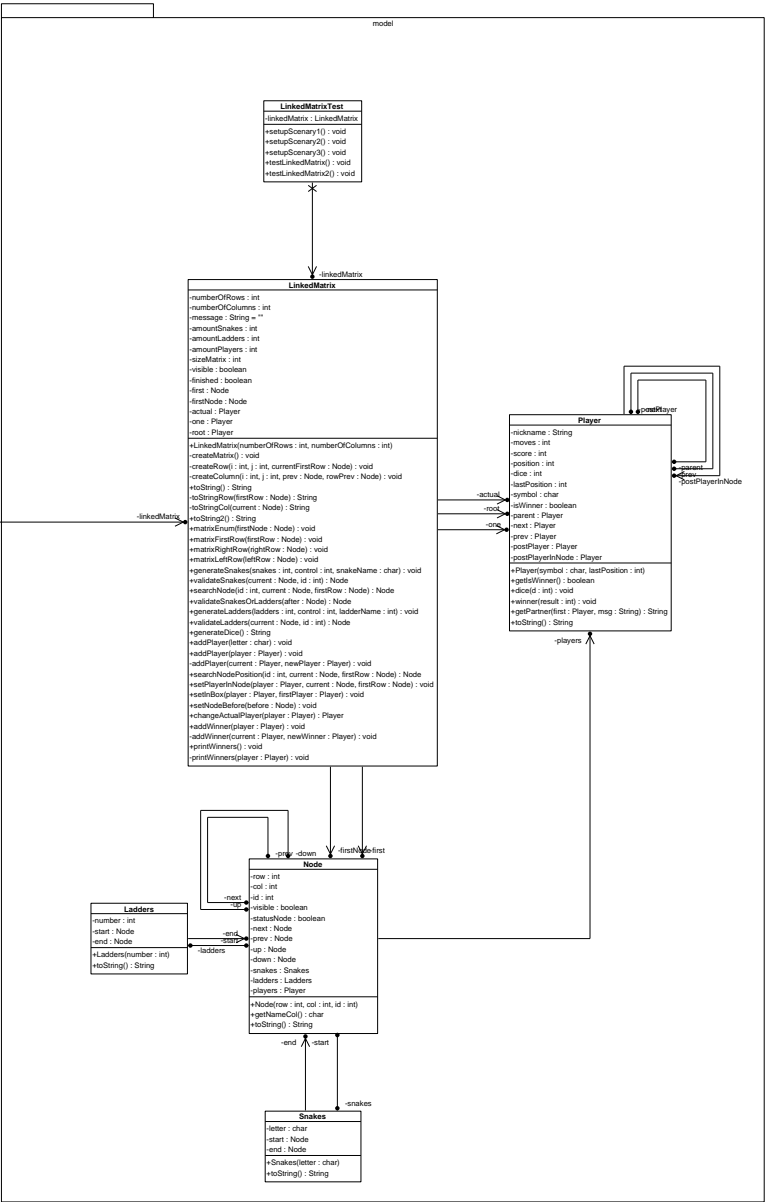 model
LinkedMatrixTest
-linkedMatrix : LinkedMatrix
+setupScenary1() : void
+setupScenary2() : void
+setupScenary3() : void
+testLinkedMatrix() : void
+testLinkedMatrix2() : void
-linkedMatrix
LinkedMatrix
-numberOfRows : int
-numberOfColumns : int
-message : String = ""
-amountSnakes : int
-amountLadders : int
-amountPlayers : int
-sizeMatrix : int
-visible : boolean
-finished : boolean
-first : Node
-firstNode : Node
-actual : Player
-one : Player
-root : Player
+LinkedMatrix(numberOfRows : int, numberOfColumns : int)
-createMatrix() : void
-createRow(i : int, j : int, currentFirstRow : Node) : void
-createColumn(i : int, j : int, prev : Node, rowPrev : Node) : void
+toString() : String
-toStringRow(firstRow : Node) : String
-toStringCol(current : Node) : String
+toString2() : String
+matrixEnum(firstNode : Node) : void
+matrixFirstRow(firstRow : Node) : void
+matrixRightRow(rightRow : Node) : void
+matrixLeftRow(leftRow : Node) : void
+generateSnakes(snakes : int, control : int, snakeName : char) : void
+validateSnakes(current : Node, id : int) : Node
+searchNode(id : int, current : Node, firstRow : Node) : Node
+validateSnakesOrLadders(after : Node) : Node
+generateLadders(ladders : int, control : int, ladderName : int) : void
+validateLadders(current : Node, id : int) : Node
+generateDice() : String
+addPlayer(letter : char) : void
+addPlayer(player : Player) : void
-addPlayer(current : Player, newPlayer : Player) : void
+searchNodePosition(id : int, current : Node, firstRow : Node) : Node
+setPlayerInNode(player : Player, current : Node, firstRow : Node) : void
+setInBox(player : Player, firstPlayer : Player) : void
+setNodeBefore(before : Node) : void
+changeActualPlayer(player : Player) : Player
+addWinner(player : Player) : void
-addWinner(current : Player, newWinner : Player) : void
+printWinners() : void
-printWinners(player : Player) : void
-linkedMatrix
-actual
-root
-one
-parent
-prev
-postPlayerInNode
Player
-nickname : String
-moves : int
-score : int
-position : int
-dice : int
-lastPosition : int
-symbol : char
-isWinner : boolean
-parent : Player
-next : Player
-prev : Player
-postPlayer : Player
-postPlayerInNode : Player
+Player(symbol : char, lastPosition : int)
+getIsWinner() : boolean
+dice(d : int) : void
+winner(result : int) : void
+getPartner(first : Player, msg : String) : String
+toString() : String
-players
-prev
-down
-firstNode
-first
-next
-up
Node
-row : int
-col : int
-id : int
-visible : boolean
-statusNode : boolean
-next : Node
-prev : Node
-up : Node
-down : Node
-snakes : Snakes
-ladders : Ladders
-players : Player
+Node(row : int, col : int, id : int)
+getNameCol() : char
+toString() : String
Ladders
-number : int
-start : Node
-end : Node
+Ladders(number : int)
+toString() : String
-end
-start
-ladders
-end
-start
-snakes
Snakes
-letter : char
-start : Node
-end : Node
+Snakes(letter : char)
+toString() : String